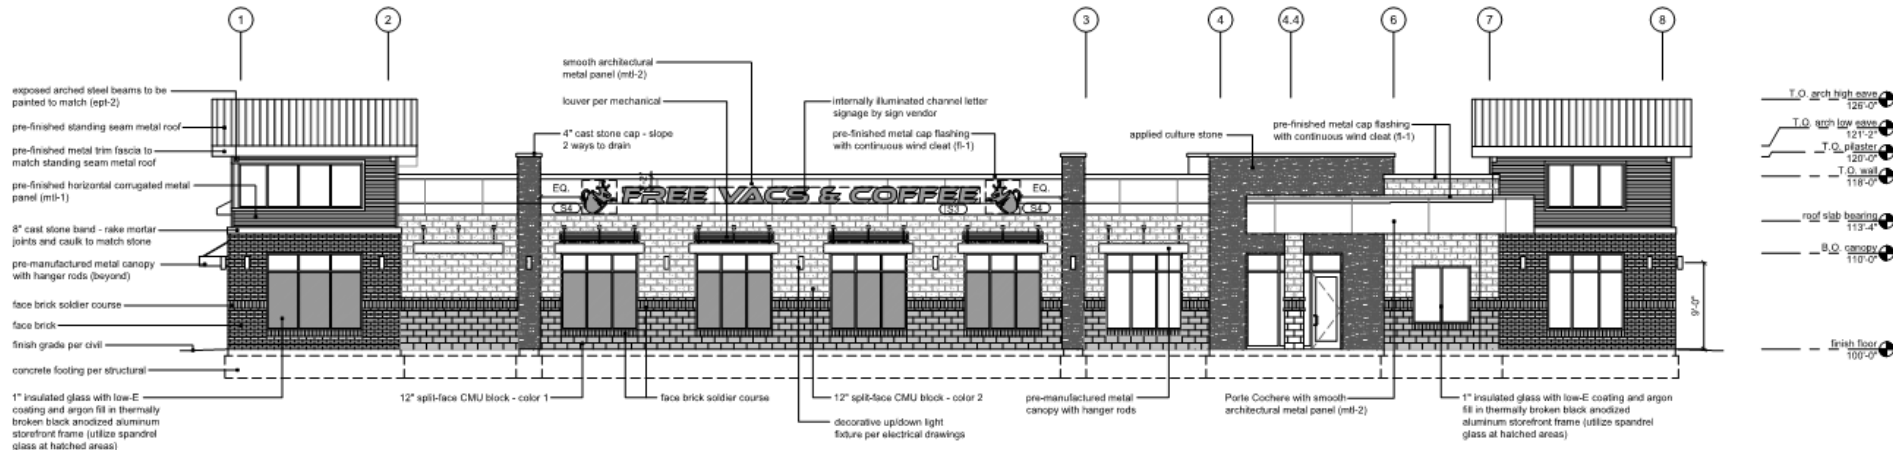 1
2
3
4
4.4
6
7
8
exposed arched steel beams to be
painted to match (ept-2)
pre-finished standing seam metal roof
pre-finished metal trim fascia to
match standing seam metal roof
pre-finished horizontal corrugated metal
panel (mtl-1)
8" cast stone band - rake mortar
joints and caulk to match stone
pre-manufactured metal canopy
with hanger rods (beyond)
face brick soldier course
face brick
finish grade per civil
concrete footing per structural
1" insulated glass with low-E
coating and argon fill in thermally
broken black anodized aluminum
storefront frame (utilize spandrel
glass at hatched areas)
smooth architectural
metal panel (mtl-2)
louver per mechanical
4" cast stone cap - slope
2 ways to drain
internally illuminated channel letter
signage by sign vendor
pre-finished metal cap flashing
with continuous wind cleat (fl-1)
applied culture stone
pre-finished metal cap flashing
with continuous wind cleat (fl-1)
EQ.
FREE VACS & COFFEE
EQ.
S4
S3
S4
12" split-face CMU block - color 1
face brick soldier course
12" split-face CMU block - color 2
decorative up/down light
fixture per electrical drawings
pre-manufactured metal
canopy with hanger rods
Porte Cochere with smooth
architectural metal panel (mtl-2)
1" insulated glass with low-E coating and argon
fill in thermally broken black anodized
aluminum storefront frame (utilize spandrel
glass at hatched areas)
9'-0"
T.O. arch high eave
126'-0"
T.O. arch low eave
121'-2"
T.O. pilaster
120'-0"
T.O. wall
118'-0"
roof slab bearing
113'-4"
B.O. canopy
110'-0"
finish floor
100'-0"